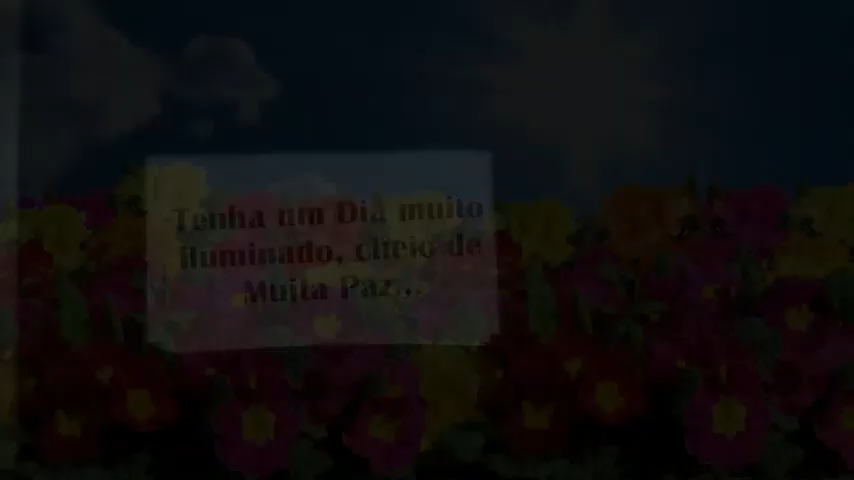 Tenha um Dia muito
iluminado, cheio de
Muita Paz...